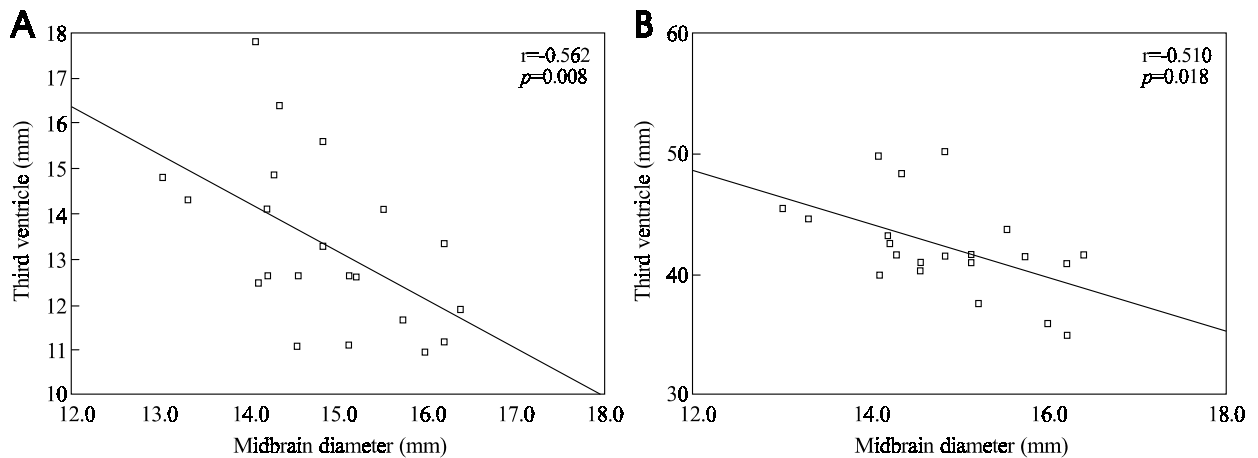 A
18
17
16
15
14
13
12
11
10
Third ventricle (mm)
r=-0.562
p=0.008
12.0 13.0 14.0 15.0 16.0 17.0 18.0
Midbrain diameter (mm)
B
60
50
40
30
Third ventricle (mm)
r=-0.510
p=0.018
12.0 14.0 16.0 18.0
Midbrain diameter (mm)